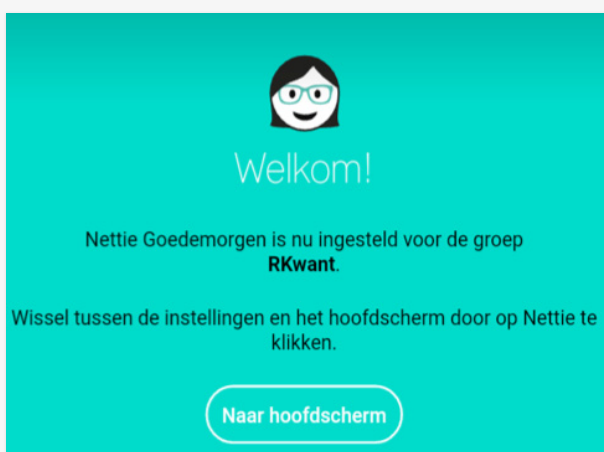 Welkom!
Nettie Goedemorgen is nu ingesteld voor de groep
RKwant.
Wissel tussen de instellingen en het hoofdscherm door op Nettie te
klikken.
Naar hoofdscherm